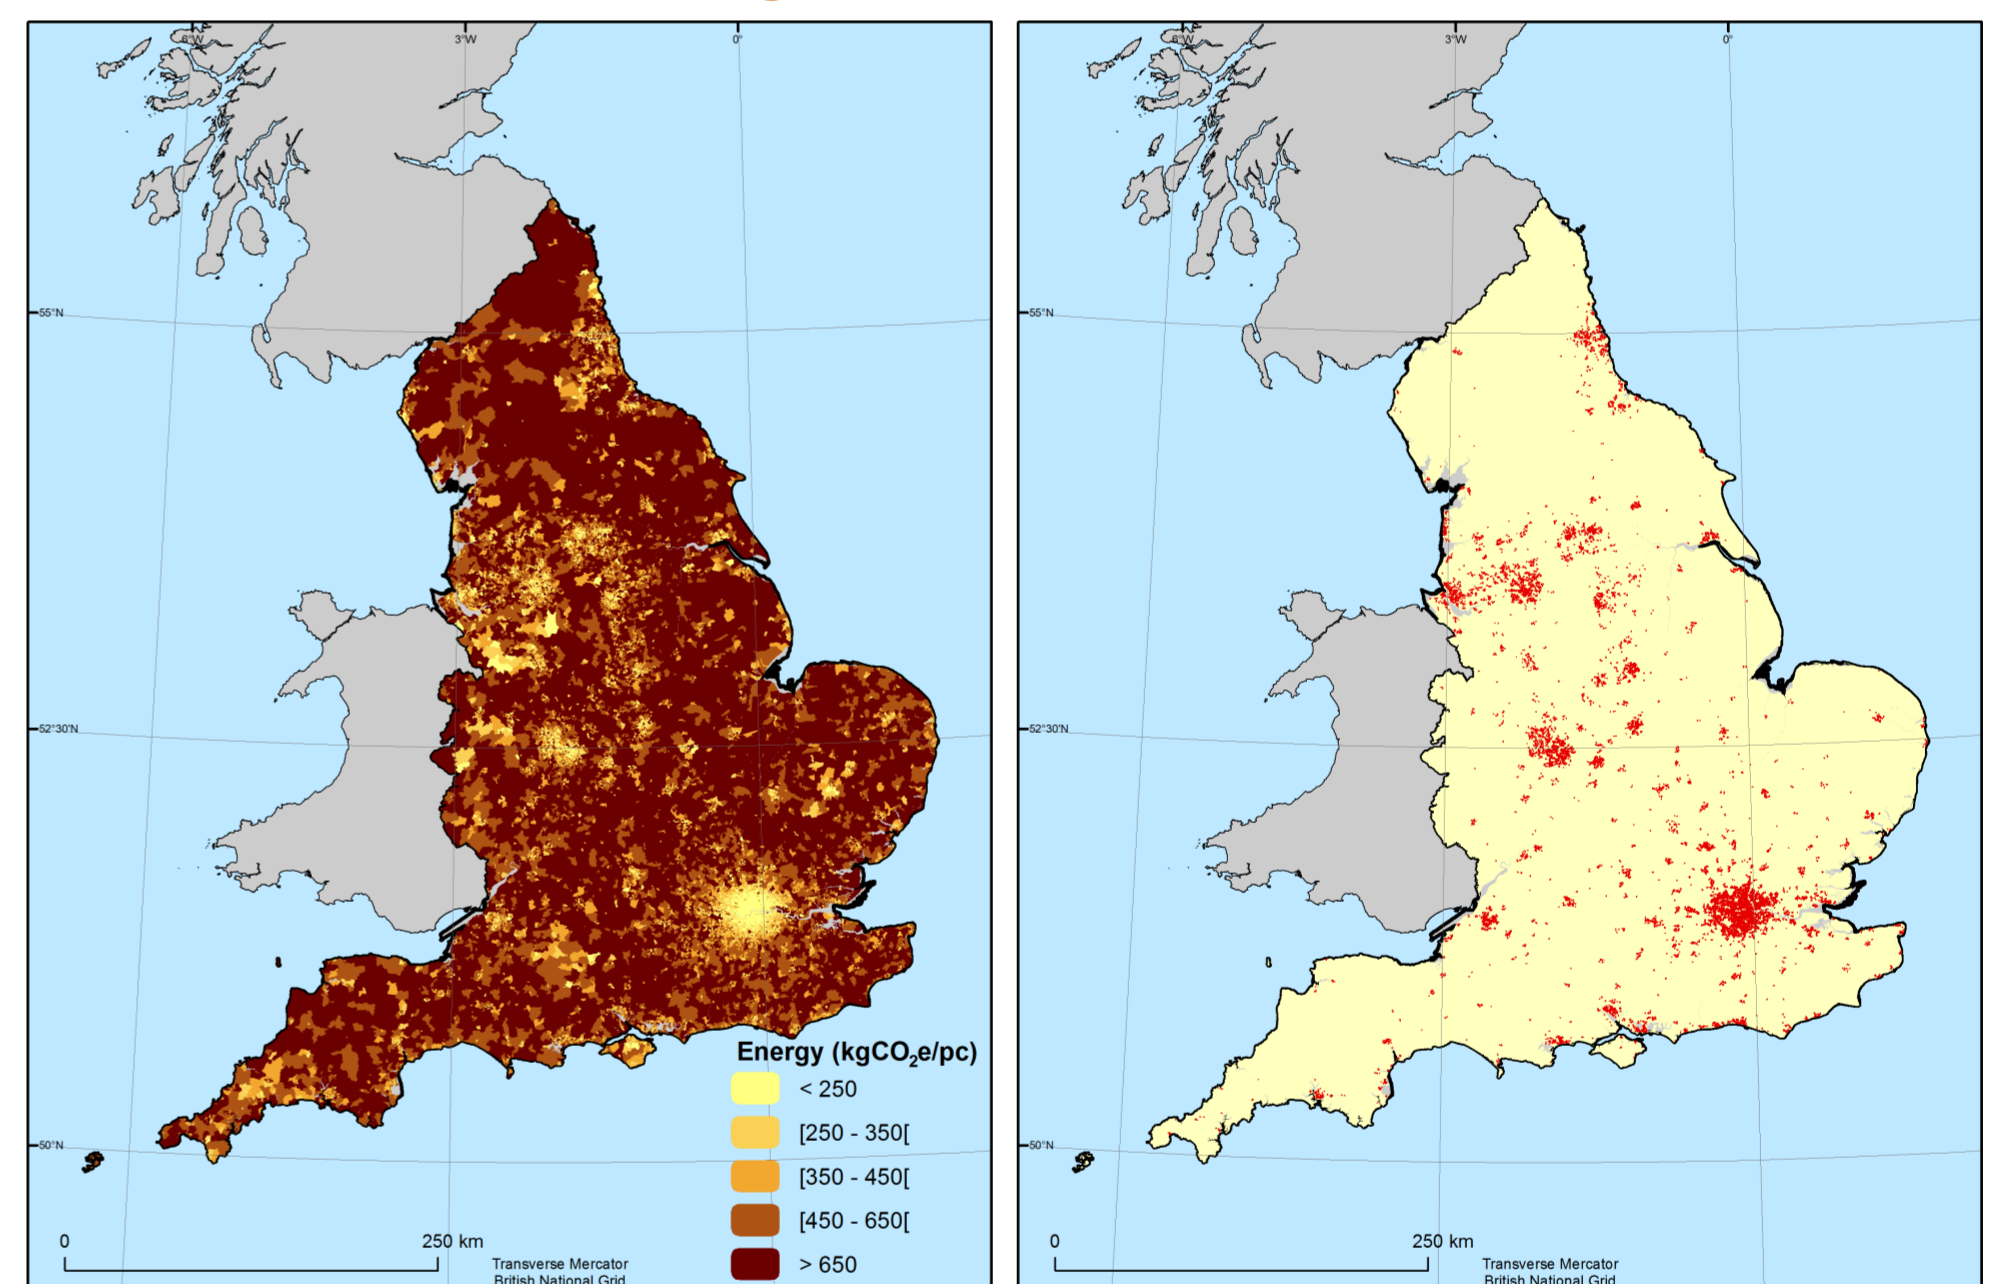 6°W
3°W
0°
55°N
52°30'N
50°N
Energy (kgCO₂e/pc)
< 250
[250 - 350[
[350 - 450[
[450 - 650[
> 650
0
250 km
Transverse Mercator
British National Grid
6°W
3°W
0°
55°N
52°30'N
50°N
0
250 km
Transverse Mercator
British National Grid